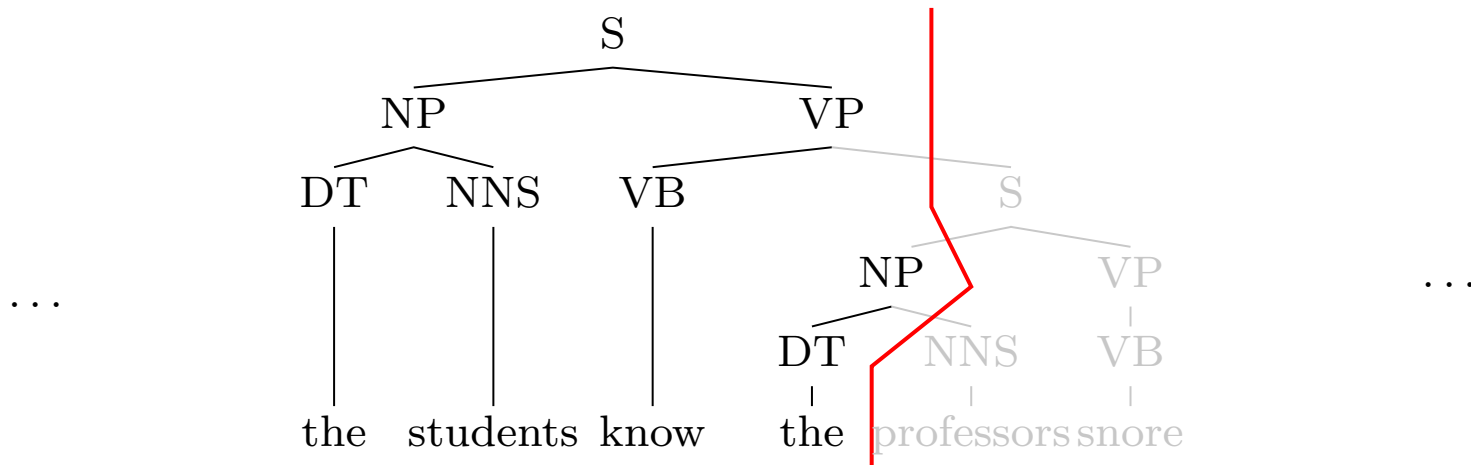 S
NP VP
DT NNS VB S
NP VP
... ...
DT NNS VB
the students know the professors snore